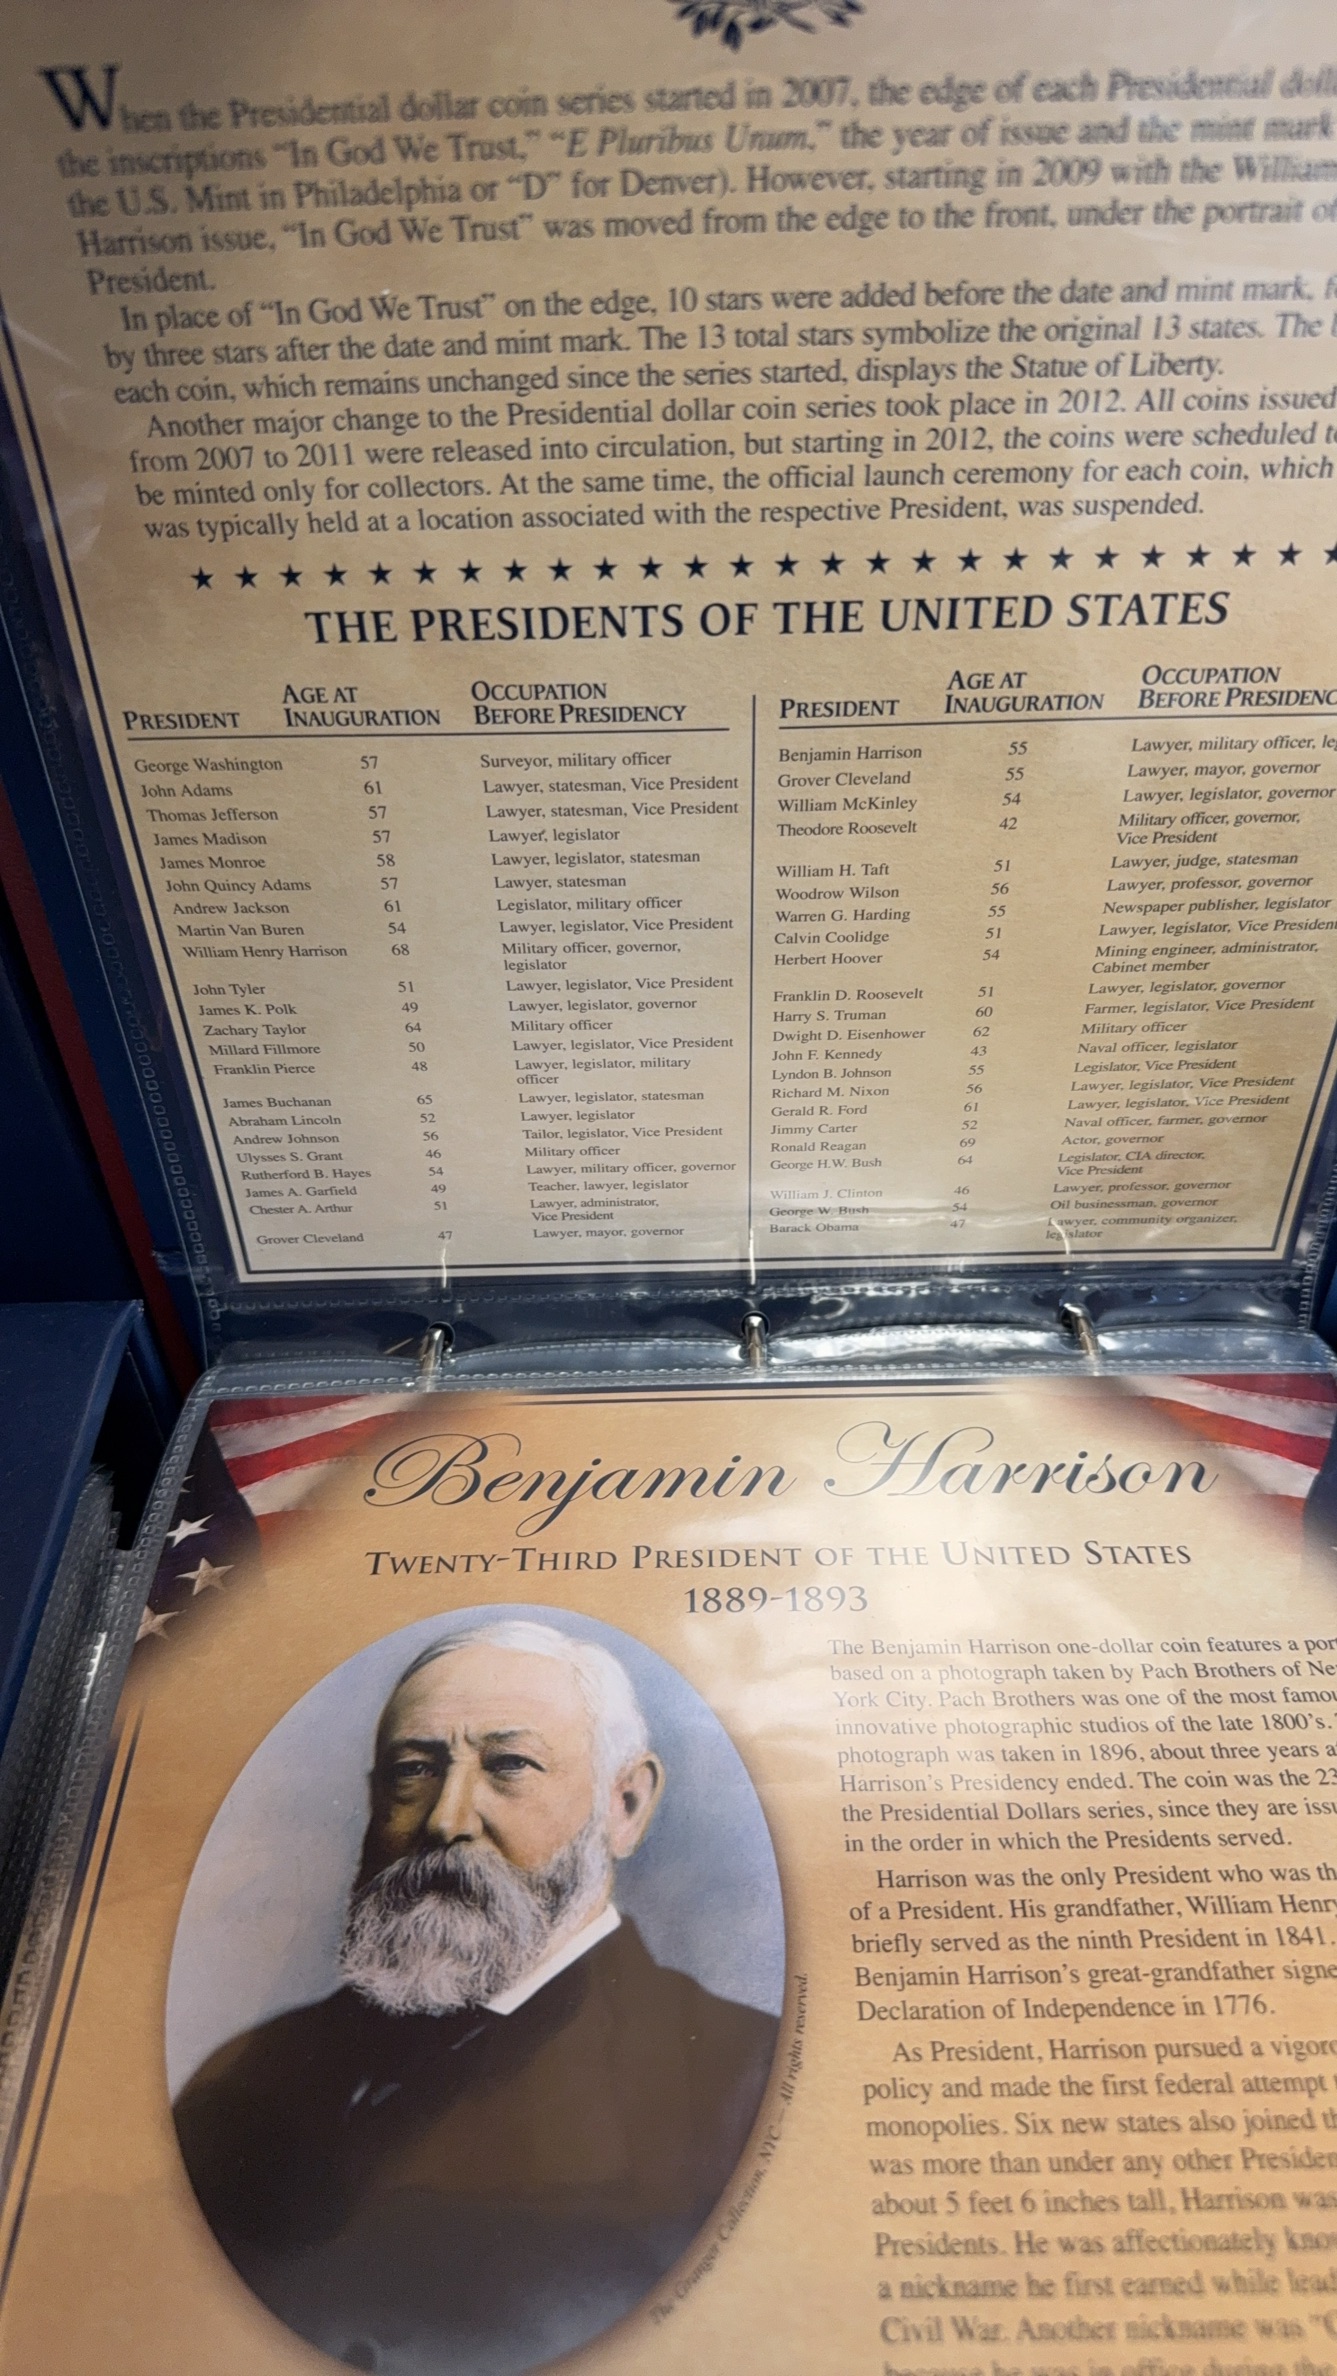 When the Presidential dollar coin series started in 2007, the edge of each Presidential
the inscriptions “In God We Trust,” “E Pluribus Unum,” the year of issue and the mint mark
the U.S. Mint in Philadelphia or “D” for Denver). However, starting in 2009 with the William
Harrison issue, “In God We Trust” was moved from the edge to the front, under the portrait of
President.
In place of “In God We Trust” on the edge, 10 stars were added before the date and mint mark,
by three stars after the date and mint mark. The 13 total stars symbolize the original 13 states. The
each coin, which remains unchanged since the series started, displays the Statue of Liberty.
Another major change to the Presidential dollar coin series took place in 2012. All coins issued
from 2007 to 2011 were released into circulation, but starting in 2012, the coins were scheduled
be minted only for collectors. At the same time, the official launch ceremony for each coin, which
was typically held at a location associated with the respective President, was suspended.
THE PRESIDENTS OF THE UNITED STATES
PRESIDENT AGE AT INAUGURATION OCCUPATION BEFORE PRESIDENCY
George Washington 57 Surveyor, military officer
John Adams 61 Lawyer, statesman, Vice President
Thomas Jefferson 57 Lawyer, statesman, Vice President
James Madison 57 Lawyer, legislator
James Monroe 58 Lawyer, legislator, statesman
John Quincy Adams 57 Lawyer, statesman
Andrew Jackson 61 Legislator, military officer
Martin Van Buren 54 Lawyer, legislator, Vice President
William Henry Harrison 68 Military officer, governor,
legislator
John Tyler 51 Lawyer, legislator, Vice President
James K. Polk 49 Lawyer, legislator, governor
Zachary Taylor 64 Military officer
Millard Fillmore 50 Lawyer, legislator, Vice President
Franklin Pierce 48 Lawyer, legislator, military
officer
James Buchanan 65 Lawyer, legislator, statesman
Abraham Lincoln 52 Lawyer, legislator
Andrew Johnson 56 Tailor, legislator, Vice President
Ulysses S. Grant 46 Military officer
Rutherford B. Hayes 54 Lawyer, military officer, governor
James A. Garfield 49 Teacher, lawyer, legislator
Chester A. Arthur 51 Lawyer, administrator,
Vice President
Grover Cleveland 47 Lawyer, mayor, governor
PRESIDENT AGE AT INAUGURATION OCCUPATION BEFORE PRESIDENC
Benjamin Harrison 55 Lawyer, military officer,
Grover Cleveland 55 Lawyer, mayor, governor
William McKinley 54 Lawyer, legislator, governor
Theodore Roosevelt 42 Military officer, governor,
Vice President
William H. Taft 51 Lawyer, judge, statesman
Woodrow Wilson 56 Lawyer, professor, governor
Warren G. Harding 55 Newspaper publisher, legislator
Calvin Coolidge 51 Lawyer, legislator, Vice President
Herbert Hoover 54 Mining engineer, administrator,
Cabinet member
Franklin D. Roosevelt 51 Lawyer, legislator, governor
Harry S. Truman 60 Farmer, legislator, Vice President
Dwight D. Eisenhower 62 Military officer
John F. Kennedy 43 Naval officer, legislator
Lyndon B. Johnson 55 Legislator, Vice President
Richard M. Nixon 56 Lawyer, legislator, Vice President
Gerald R. Ford 61 Lawyer, legislator, Vice President
Jimmy Carter 52 Naval officer, farmer, governor
Ronald Reagan 69 Actor, governor
George H.W. Bush 64 Legislator, CIA director,
Vice President
William J. Clinton 46 Lawyer, professor, governor
George W. Bush 54 Oil businessman, governor
Barack Obama 47 Lawyer, community organizer,
legislator
Benjamin Harrison
TWENTY-THIRD PRESIDENT OF THE UNITED STATES
1889-1893
The Benjamin Harrison one-dollar coin features a
based on a photograph taken by Pach Brothers of
York City. Pach Brothers was one of the most
innovative photographic studios of the late 1800's.
photograph was taken in 1896, about three years
Harrison's Presidency ended. The coin was the 23
the Presidential Dollars series, since they are
in the order in which the Presidents served.
Harrison was the only President who was
of a President. His grandfather, William Henry
briefly served as the ninth President in 1841.
Benjamin Harrison's great-grandfather
Declaration of Independence in 1776.
As President, Harrison pursued a
policy and made the first federal attempt
monopolies. Six new states also joined
was more than under any other
about 5 feet 6 inches tall, Harrison was
Presidents. He was affectionately
a nickname he first earned while
Civil War. Another nickname was
The Granger Collection, NYC — All rights reserved.